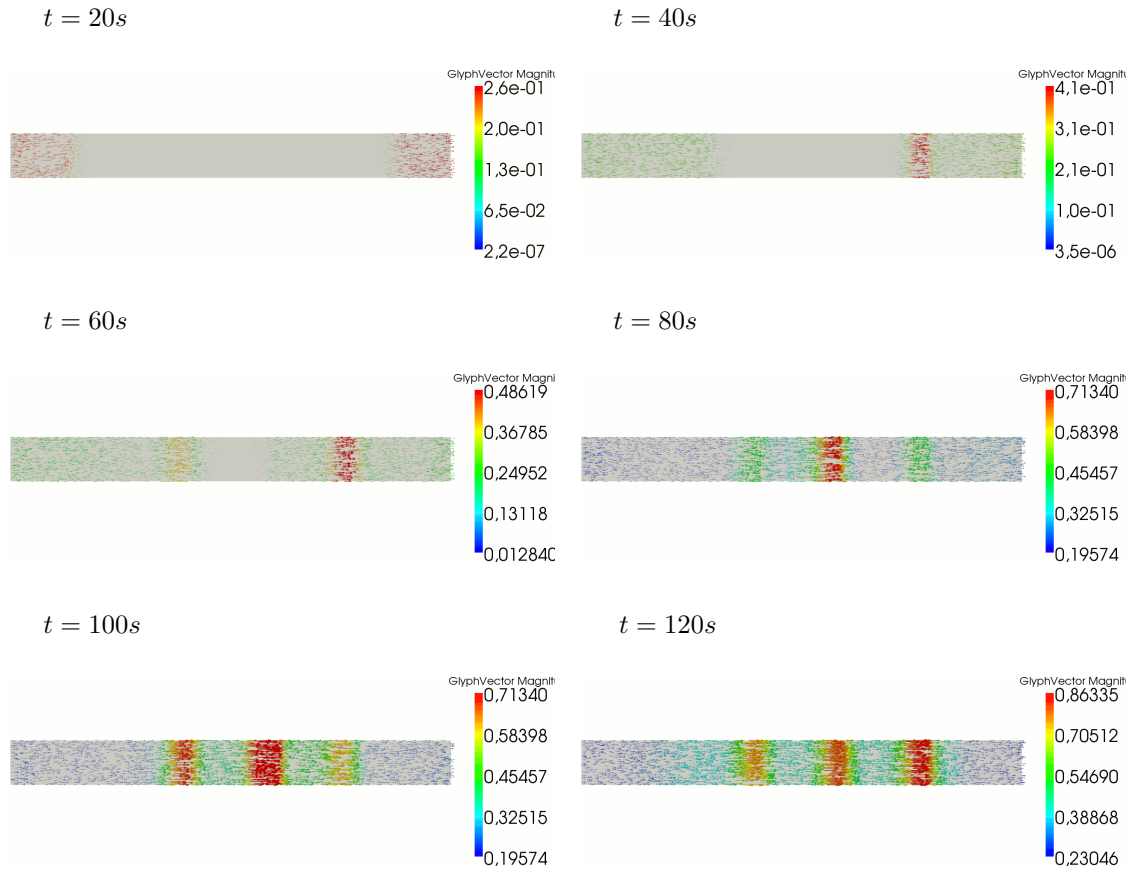 t = 20s
GlyphVector Magnitu
2,6e-01
2,0e-01
1,3e-01
6,5e-02
2,2e-07
t = 40s
GlyphVector Magnitu
4,1e-01
3,1e-01
2,1e-01
1,0e-01
3,5e-06
t = 60s
GlyphVector Magni
0,48619
0,36785
0,24952
0,13118
0,012840
t = 80s
GlyphVector Magnitu
0,71340
0,58398
0,45457
0,32515
0,19574
t = 100s
GlyphVector Magnitu
0,71340
0,58398
0,45457
0,32515
0,19574
t = 120s
GlyphVector Magnitu
0,86335
0,70512
0,54690
0,38868
0,23046